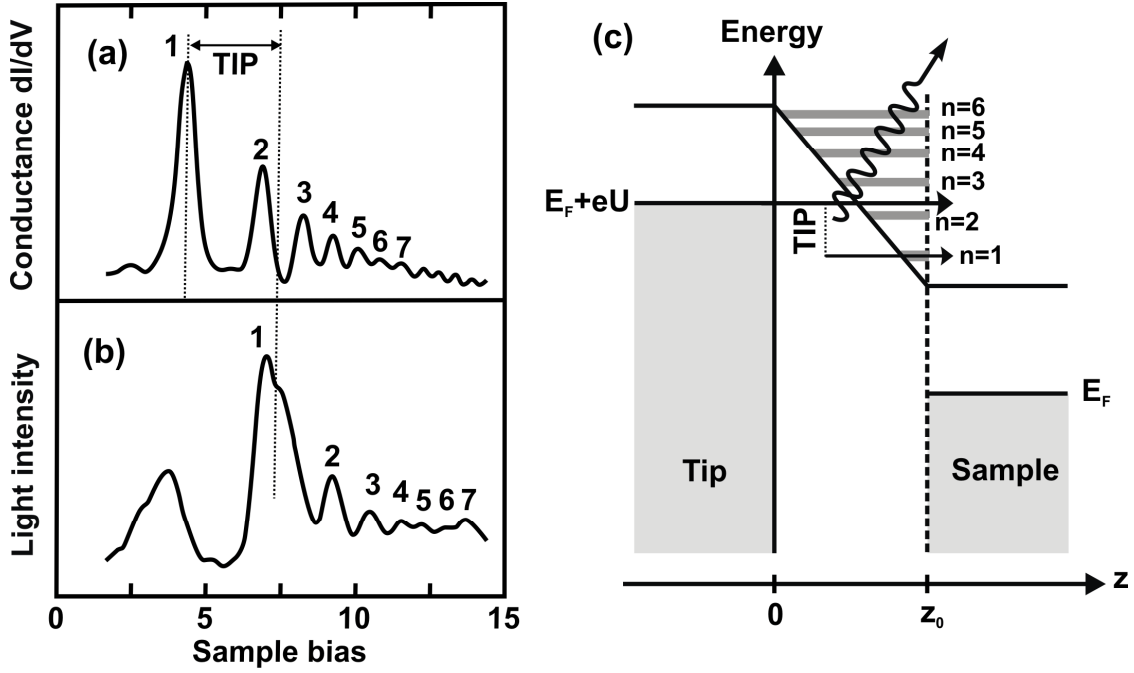 (a)
Conductance dI/dV
1
TIP
2
3
4
5
6
7
(b)
Light intensity
1
2
3
4
5
6
7
0
5
10
15
Sample bias
(c)
Energy
n=6
n=5
n=4
n=3
n=2
n=1
E_F+eU
TIP
E_F
Tip
Sample
0
z_0
z